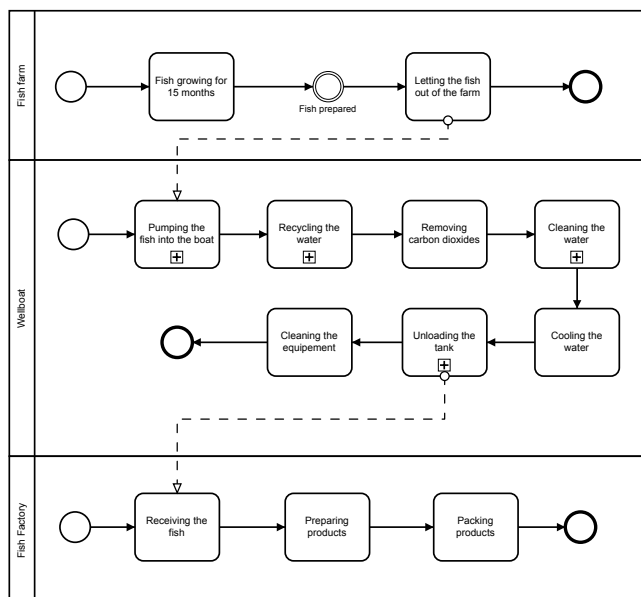 Fish farm
Fish growing for
15 months
Fish prepared
Letting the fish
out of the farm
Wellboat
Pumping the
fish into the boat
Recycling the
water
Removing
carbon dioxides
Cleaning the
water
Cleaning the
equipement
Unloading the
tank
Cooling the
water
Fish Factory
Receiving the
fish
Preparing
products
Packing
products